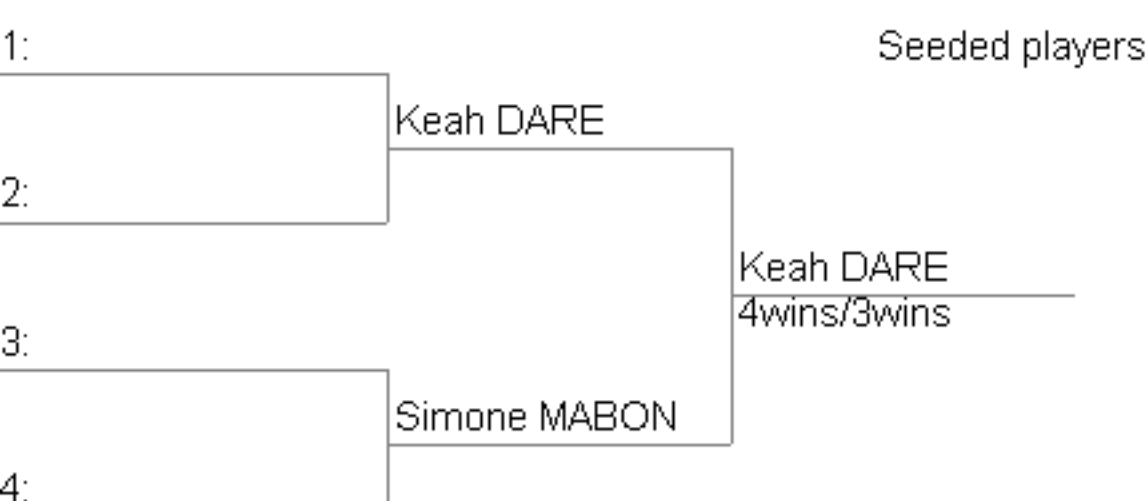 1:
Seeded players
Keah DARE
2:
Keah DARE
4wins/3wins
3:
Simone MABON
4: